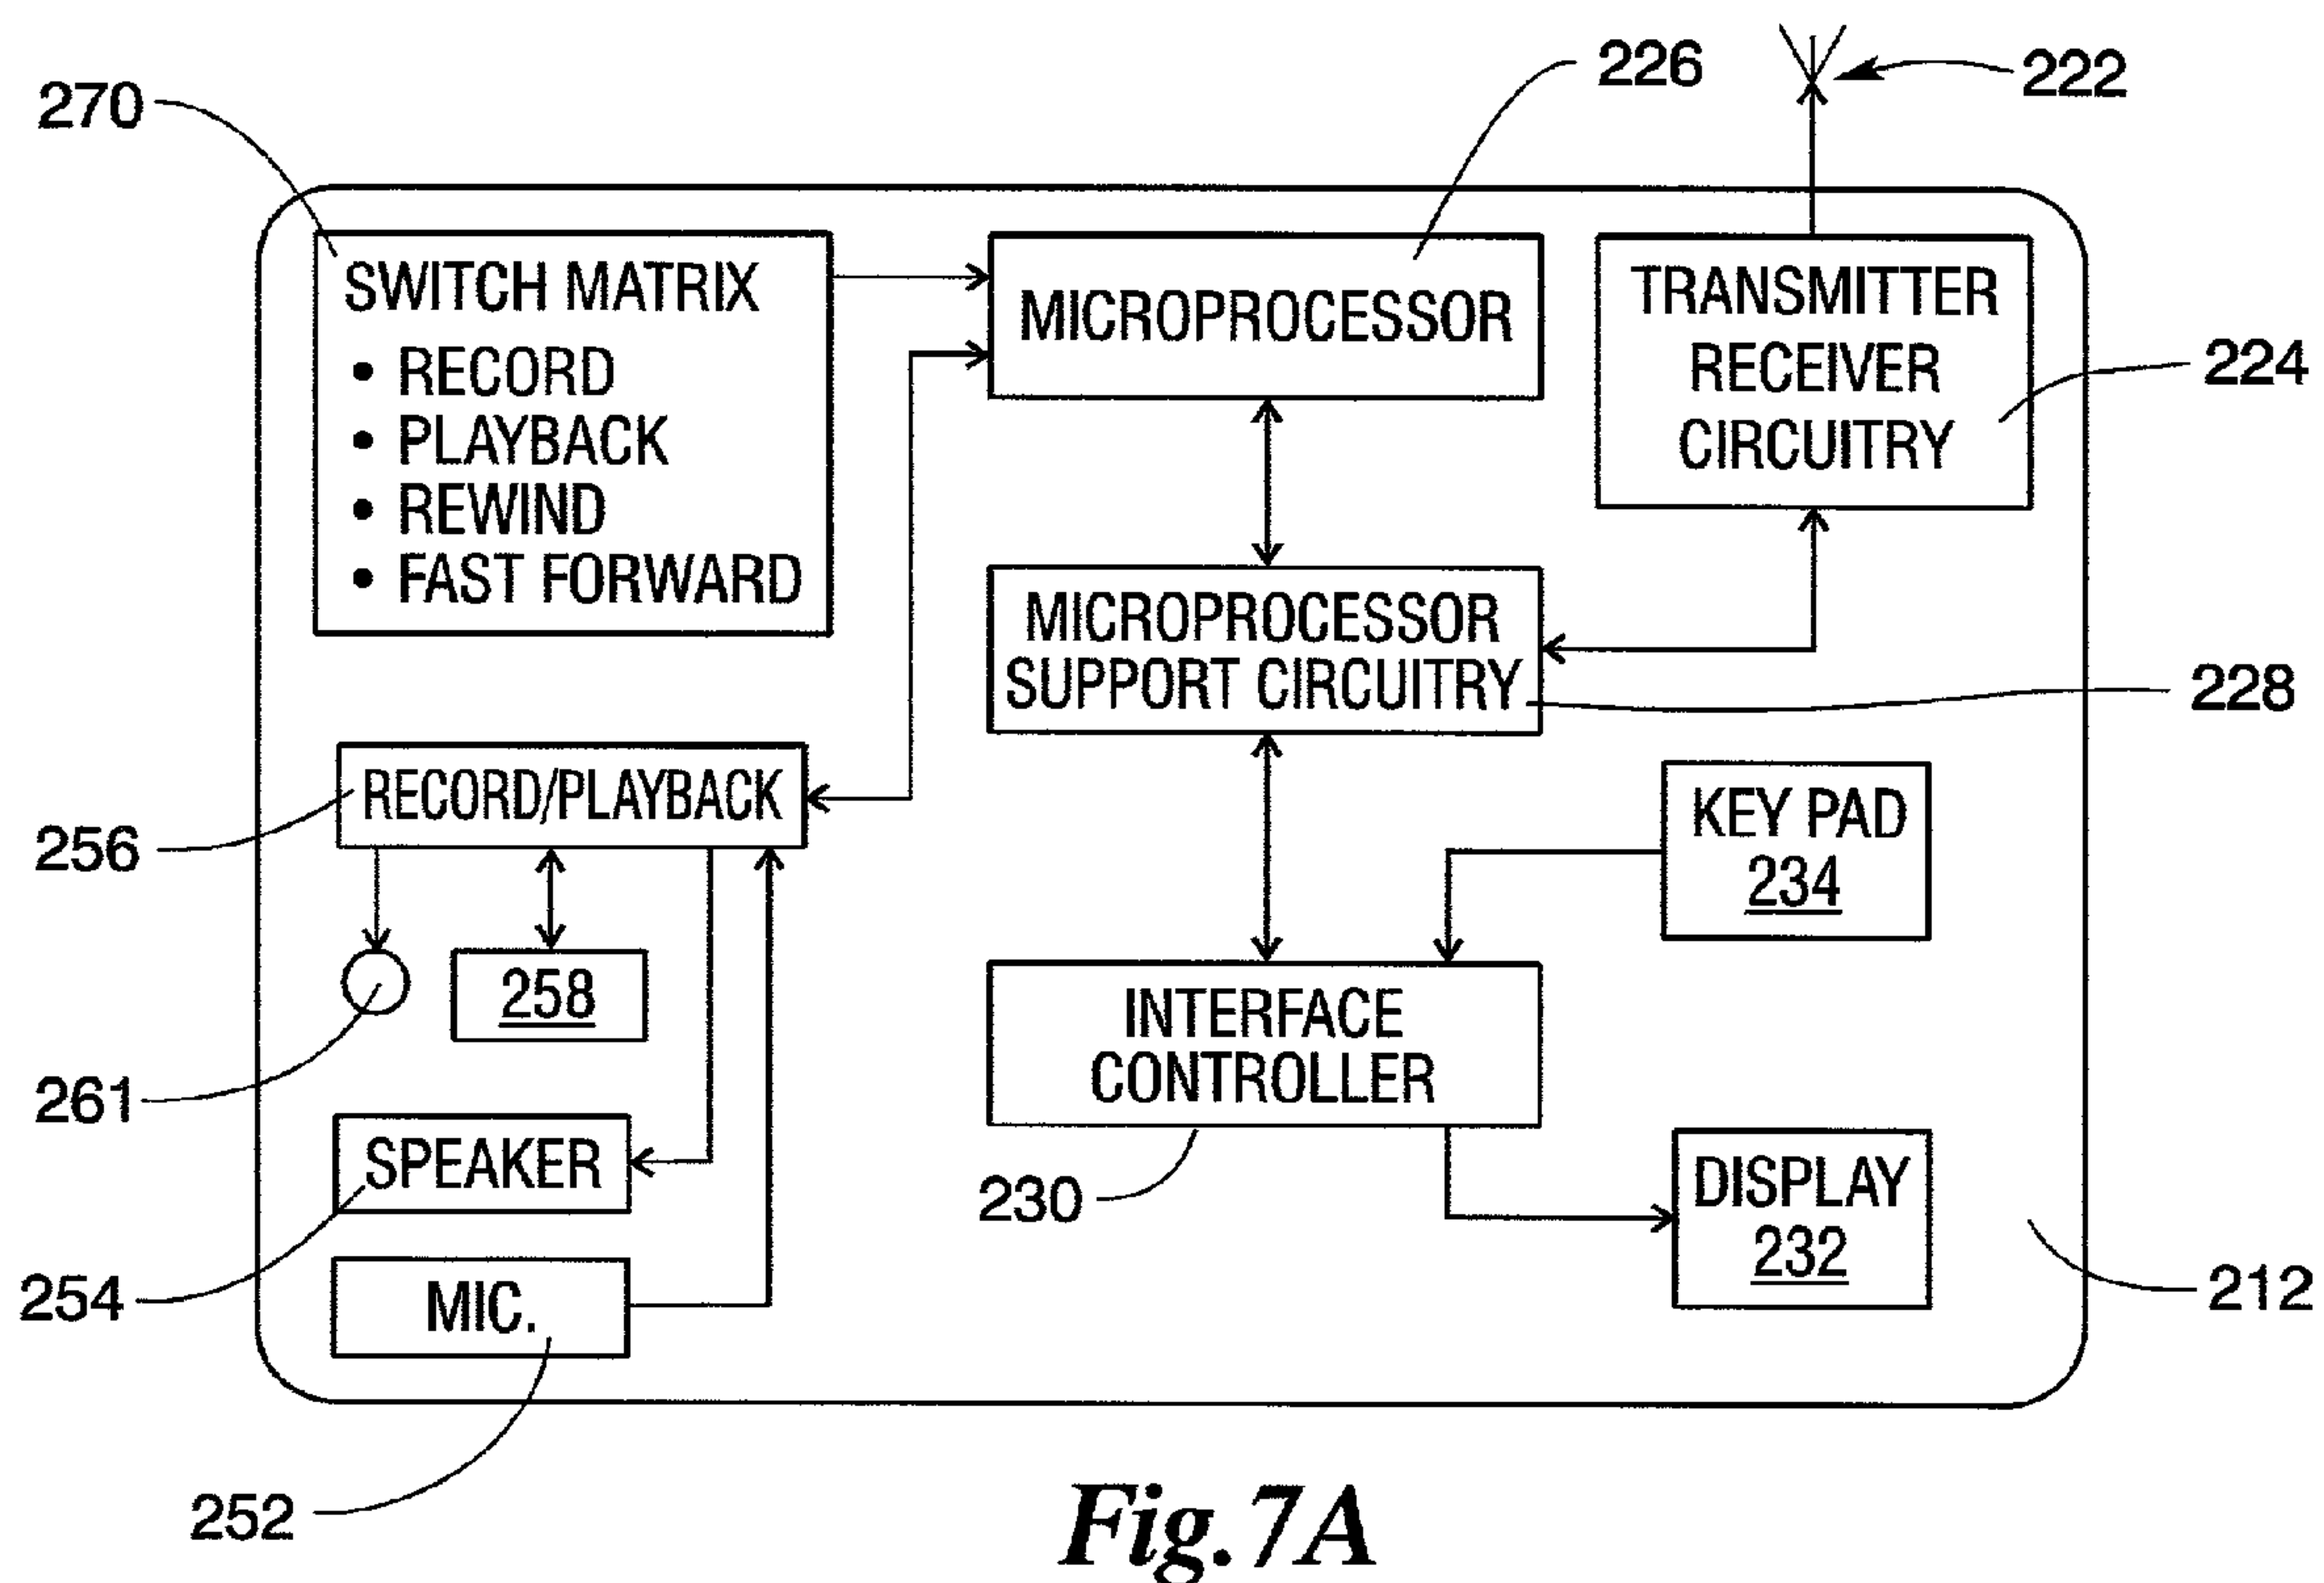 226
222
270
SWITCH MATRIX
• RECORD
• PLAYBACK
• REWIND
• FAST FORWARD
MICROPROCESSOR
TRANSMITTER
RECEIVER
CIRCUITRY
224
MICROPROCESSOR
SUPPORT CIRCUITRY
228
RECORD/PLAYBACK
256
KEY PAD
234
258
261
INTERFACE
CONTROLLER
230
SPEAKER
254
DISPLAY
232
212
MIC.
252
Fig. 7A